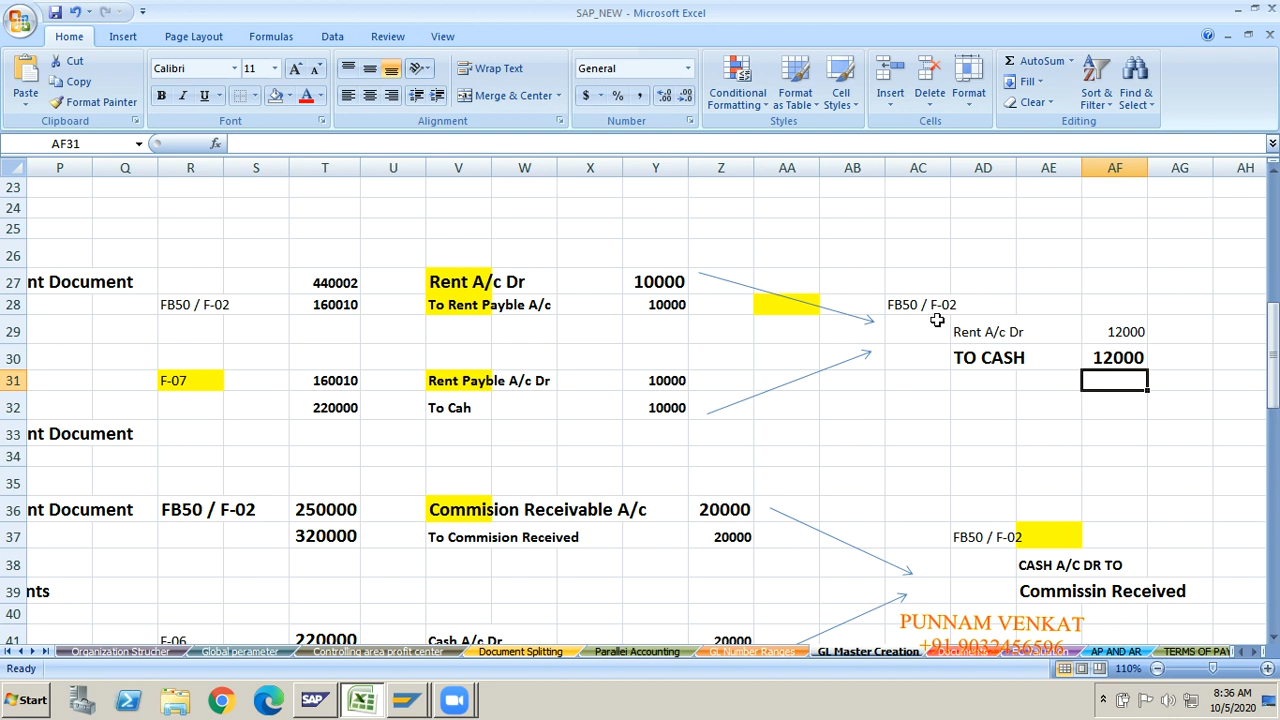 SAP_NEW - Microsoft Excel
Home Insert Page Layout Formulas Data Review View
Paste Cut Copy Format Painter Clipboard
Calibri 11 B I U A Font
Wrap Text Merge & Center Alignment
General $ % , Number
Conditional Formatting Format as Table Cell Styles Styles
Insert Delete Format Cells
Σ AutoSum Fill Clear Sort & Filter Find & Select Editing
AF31 fx
P Q R S T U V W X Y Z AA AB AC AD AE AF AG AH
23
24
25
26
27 nt Document 440002 Rent A/c Dr 10000
28 FB50 / F-02 160010 To Rent Payble A/c 10000 FB50 / F-02
29 Rent A/c Dr 12000
30 TO CASH 12000
31 F-07 160010 Rent Payble A/c Dr 10000
32 220000 To Cah 10000
33 nt Document
34
35
36 nt Document FB50 / F-02 250000 Commision Receivable A/c 20000
37 320000 To Commision Received 20000 FB50 / F-02
38 CASH A/C DR TO
39 nts Commissin Received
40
41 F-06 220000 Cash A/c Dr 20000
PUNNAM VENKAT
+91 9032456596
Organization Strucher Global perameter Controlling area profit center Document Splitting Parallel Accounting GL Number Ranges GL Master Creation AP AND AR TERMS OF PAY
Ready 110%
Start SAP 8:36 AM
10/5/2020